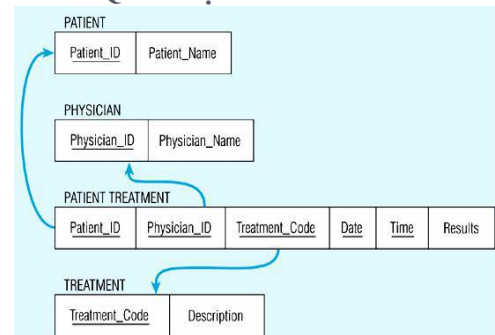 PATIENT
Patient_ID Patient_Name
PHYSICIAN
Physician_ID Physician_Name
PATIENT TREATMENT
Patient_ID Physician_ID Treatment_Code Date Time Results
TREATMENT
Treatment_Code Description